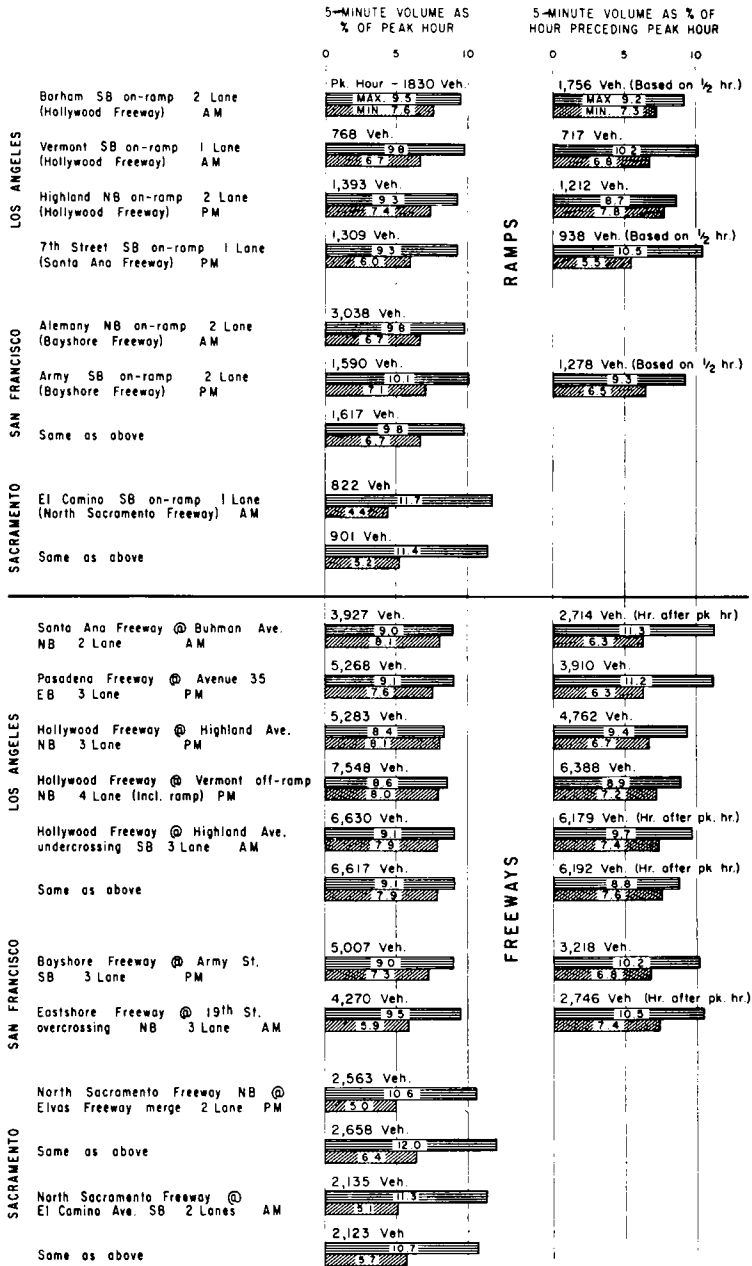 5-MINUTE VOLUME AS
% OF PEAK HOUR
5-MINUTE VOLUME AS % OF
HOUR PRECEDING PEAK HOUR
0 5 10
0 5 10
LOS ANGELES
Borham SB on-ramp 2 Lane
(Hollywood Freeway) AM
Pk. Hour - 1830 Veh.
MAX. 9.5
MIN. 7.6
1,756 Veh. (Based on 1/2 hr.)
MAX 9.2
MIN. 7.3
Vermont SB on-ramp 1 Lane
(Hollywood Freeway) AM
768 Veh.
9.8
6.7
717 Veh.
10.2
6.8
Highland NB on-ramp 2 Lane
(Hollywood Freeway) PM
1,393 Veh.
9.3
7.4
1,212 Veh.
8.7
7.8
7th Street SB on-ramp 1 Lane
(Santa Ana Freeway) PM
1,309 Veh.
9.3
6.0
938 Veh. (Based on 1/2 hr.)
10.5
5.5
RAMPS
SAN FRANCISCO
Alemany NB on-ramp 2 Lane
(Bayshore Freeway) AM
3,038 Veh.
9.8
6.7
Army SB on-ramp 2 Lane
(Bayshore Freeway) PM
1,590 Veh.
10.1
7.1
1,278 Veh. (Based on 1/2 hr.)
9.3
6.5
Same as above
1,617 Veh.
9.8
6.7
SACRAMENTO
El Camino SB on-ramp 1 Lane
(North Sacramento Freeway) AM
822 Veh
11.7
4.4
Same as above
901 Veh.
11.4
5.2
LOS ANGELES
Santa Ana Freeway @ Buhman Ave.
NB 2 Lane AM
3,927 Veh.
9.0
8.1
2,714 Veh. (Hr. after pk hr)
11.3
6.3
Pasadena Freeway @ Avenue 35
EB 3 Lane PM
5,268 Veh.
9.1
7.6
3,910 Veh.
11.2
6.3
Hollywood Freeway @ Highland Ave.
NB 3 Lane PM
5,283 Veh.
8.4
8.1
4,762 Veh.
9.4
6.7
Hollywood Freeway @ Vermont off-ramp
NB 4 Lane (Incl. ramp) PM
7,548 Veh.
8.6
8.0
6,388 Veh.
8.9
7.2
Hollywood Freeway @ Highland Ave.
undercrossing SB 3 Lane AM
6,630 Veh.
9.1
7.9
6,179 Veh. (Hr. after pk. hr.)
9.7
7.4
Same as above
6,617 Veh.
9.1
7.9
6,192 Veh. (Hr. after pk hr.)
8.8
7.6
FREEWAYS
SAN FRANCISCO
Bayshore Freeway @ Army St.
SB 3 Lane PM
5,007 Veh.
9.0
7.3
3,218 Veh.
10.2
6.8
Eastshore Freeway @ 19th St.
overcrossing NB 3 Lane AM
4,270 Veh.
9.5
5.9
2,746 Veh (Hr. after pk. hr.)
10.5
7.4
SACRAMENTO
North Sacramento Freeway NB @
Elvas Freeway merge 2 Lane PM
2,563 Veh.
10.6
5.0
Same as above
2,658 Veh.
12.0
6.4
North Sacramento Freeway @
El Camino Ave. SB 2 Lanes AM
2,135 Veh.
11.3
5.1
Same as above
2,123 Veh
10.7
5.7